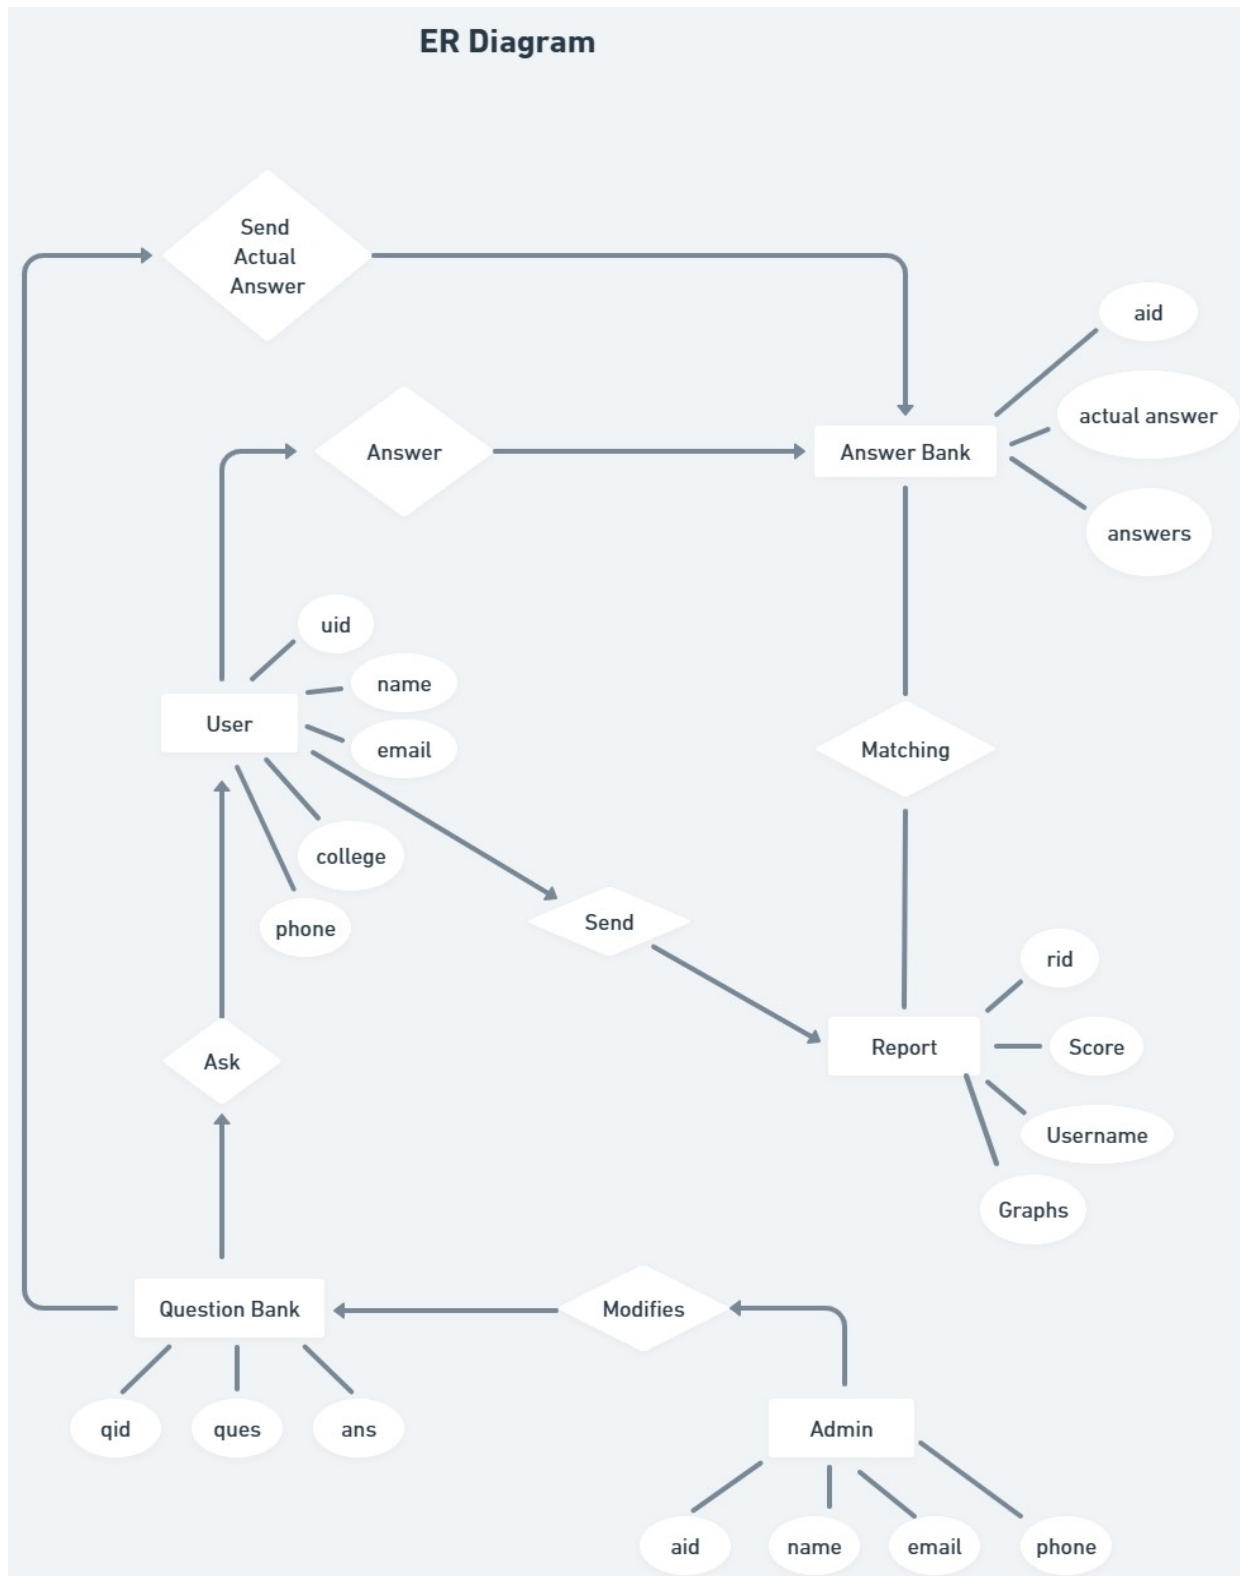 ER Diagram
Send
Actual
Answer
aid
actual answer
Answer
Answer Bank
answers
uid
name
User
email
Matching
college
phone
Send
rid
Ask
Report
Score
Username
Graphs
Question Bank
Modifies
qid
ques
ans
Admin
aid
name
email
phone